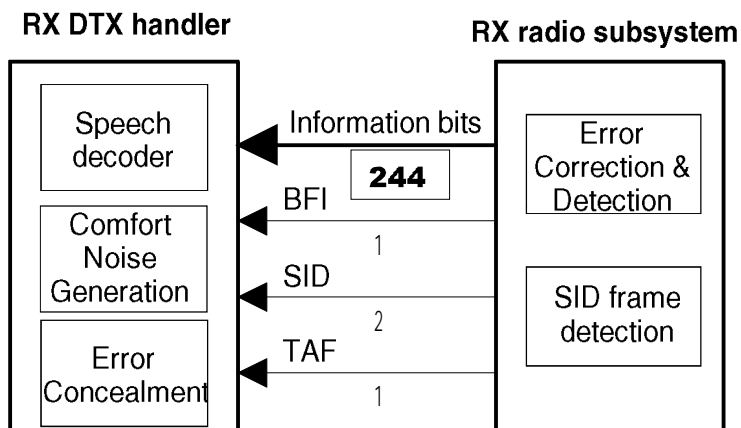 RX DTX handler
RX radio subsystem
Speech
decoder
Comfort
Noise
Generation
Error
Concealment
Information bits
244
BFI
1
SID
2
TAF
1
Error
Correction &
Detection
SID frame
detection